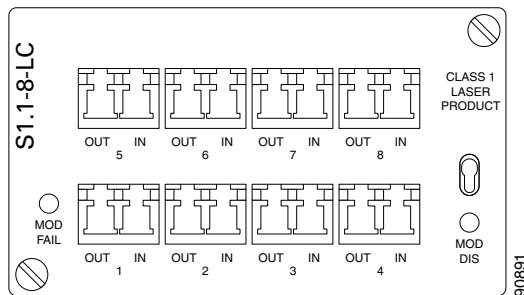 S1.1-8-LC
CLASS 1
LASER
PRODUCT
OUT IN OUT IN OUT IN OUT IN
5 6 7 8
MOD
FAIL
MOD
DIS
OUT IN OUT IN OUT IN OUT IN
1 2 3 4
90891